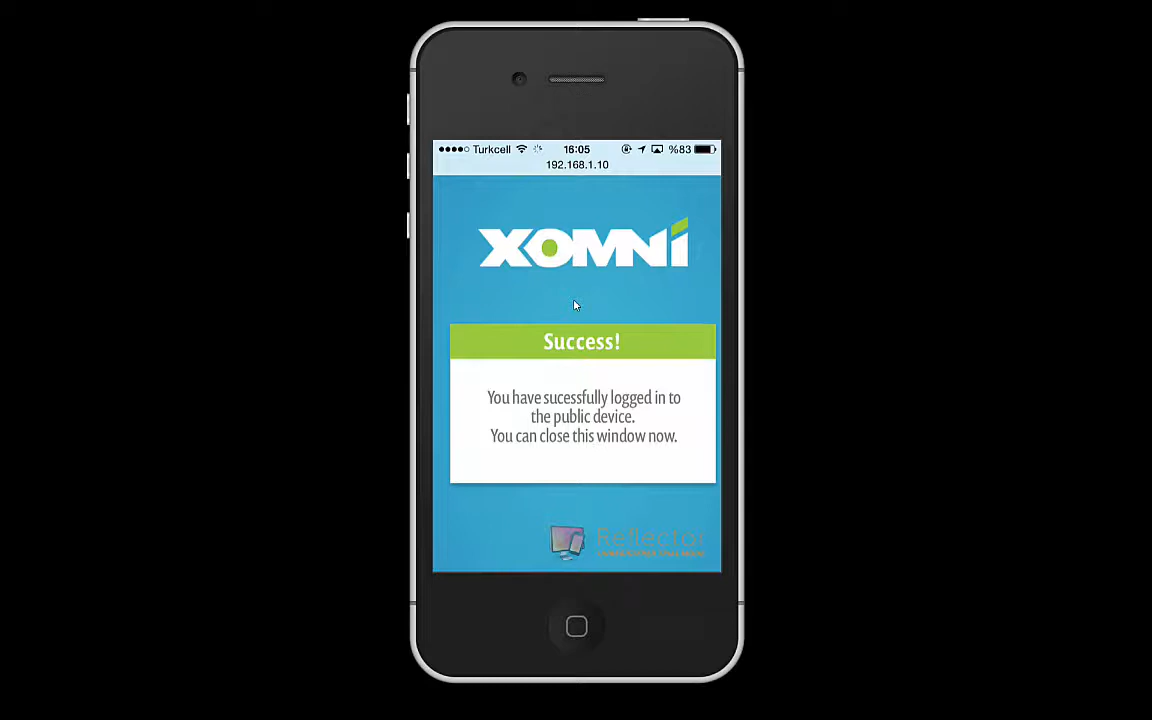 Turkcell 16:05 %83
192.168.1.10
XOMNI
Success!
You have sucessfully logged in to
the public device.
You can close this window now.
Reflector